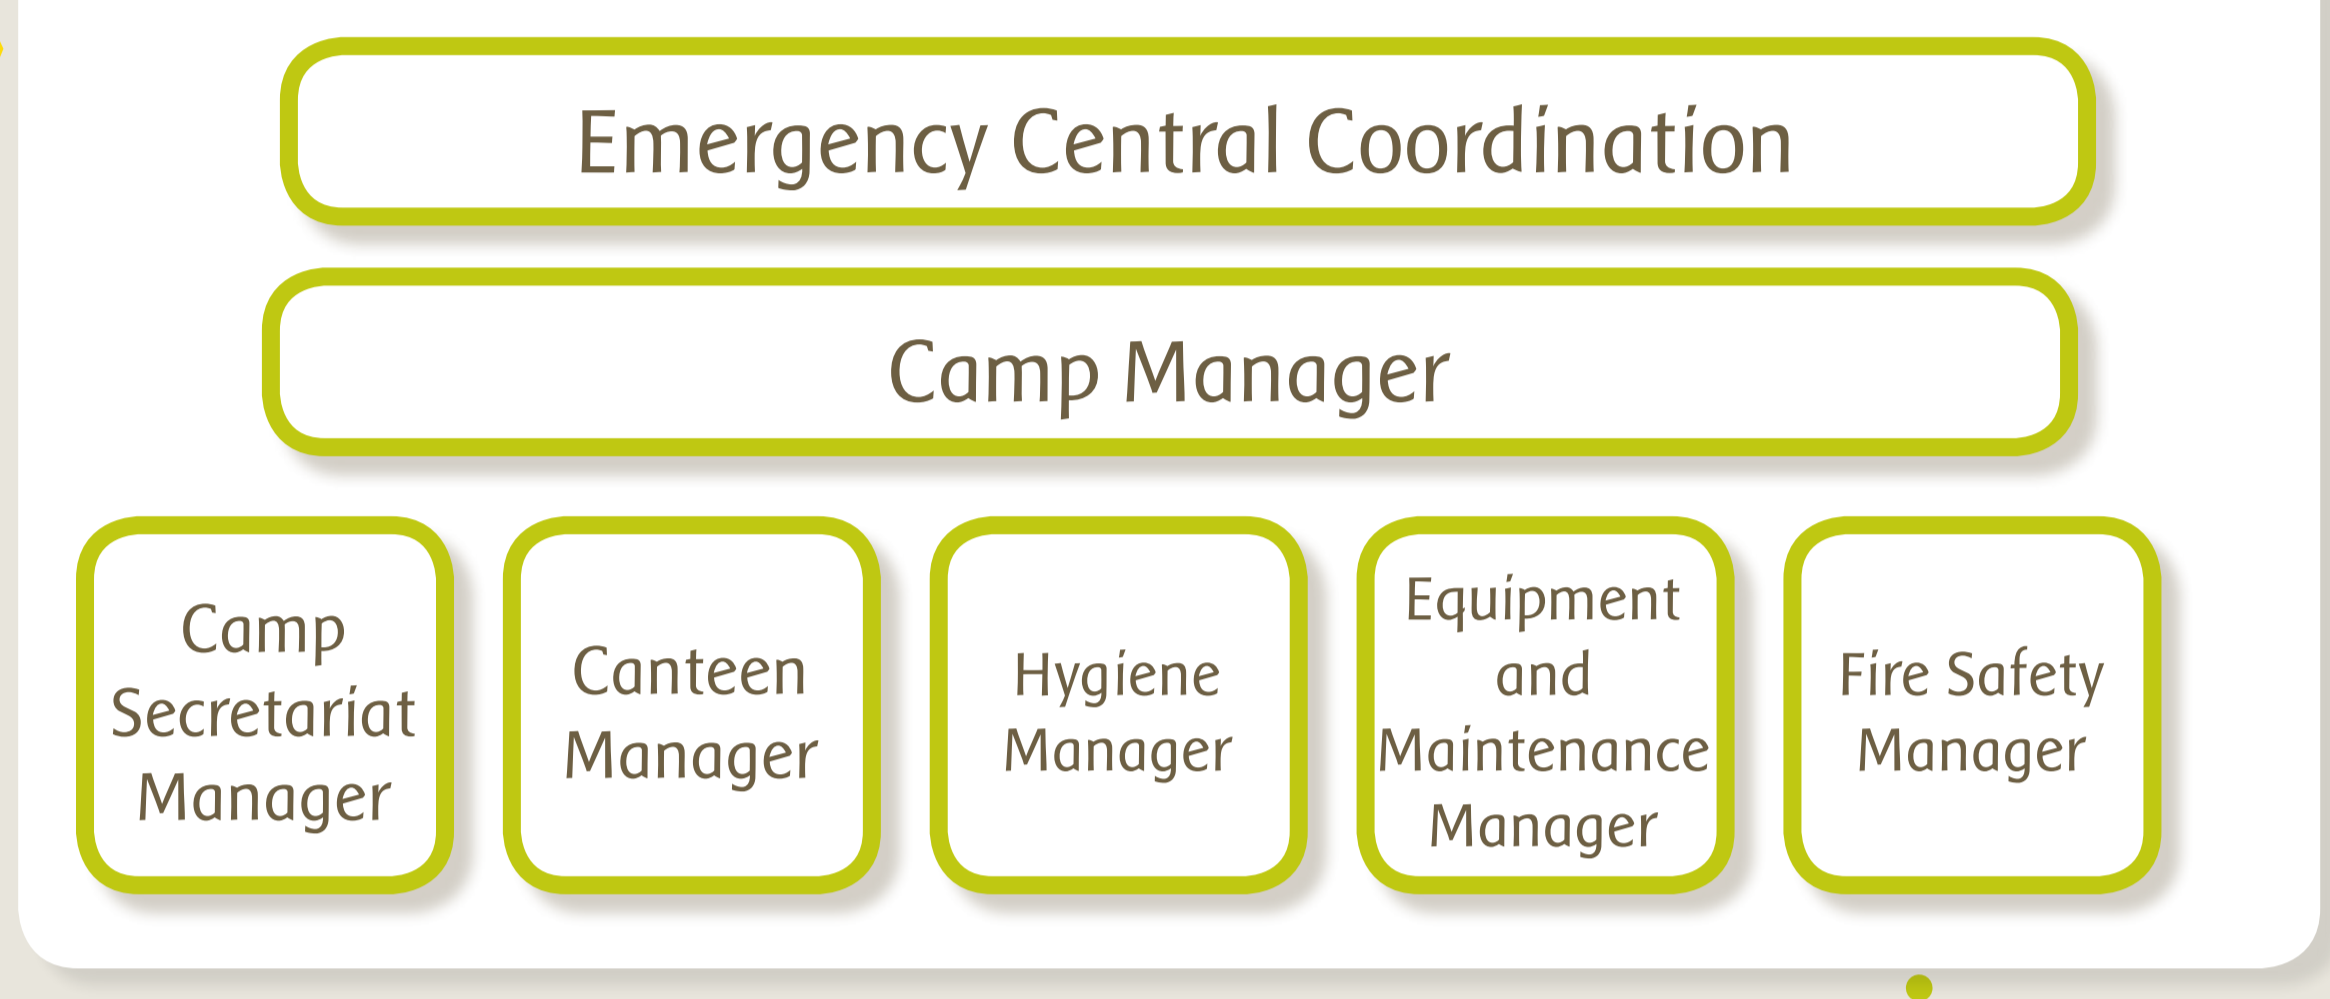 Emergency Central Coordination
Camp Manager
Camp
Secretariat
Manager
Canteen
Manager
Hygiene
Manager
Equipment
and
Maintenance
Manager
Fire Safety
Manager